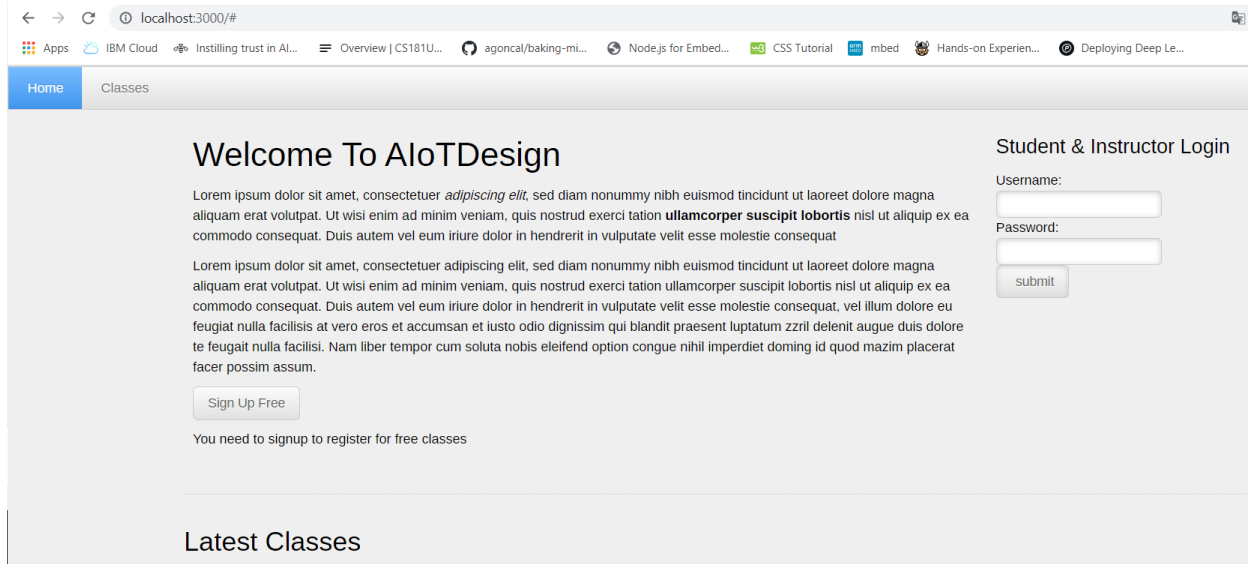 localhost:3000/#
Apps IBM Cloud Instilling trust in AI... Overview | CS181U... agoncal/baking-mi... Node.js for Embed... w3 CSS Tutorial arm MBED mbed Hands-on Experien... Deploying Deep Le...
Home Classes
Welcome To AIoTDesign
Lorem ipsum dolor sit amet, consectetuer adipiscing elit, sed diam nonummy nibh euismod tincidunt ut laoreet dolore magna
aliquam erat volutpat. Ut wisi enim ad minim veniam, quis nostrud exerci tation ullamcorper suscipit lobortis nisl ut aliquip ex ea
commodo consequat. Duis autem vel eum iriure dolor in hendrerit in vulputate velit esse molestie consequat
Lorem ipsum dolor sit amet, consectetuer adipiscing elit, sed diam nonummy nibh euismod tincidunt ut laoreet dolore magna
aliquam erat volutpat. Ut wisi enim ad minim veniam, quis nostrud exerci tation ullamcorper suscipit lobortis nisl ut aliquip ex ea
commodo consequat. Duis autem vel eum iriure dolor in hendrerit in vulputate velit esse molestie consequat, vel illum dolore eu
feugiat nulla facilisis at vero eros et accumsan et iusto odio dignissim qui blandit praesent luptatum zzril delenit augue duis dolore
te feugait nulla facilisi. Nam liber tempor cum soluta nobis eleifend option congue nihil imperdiet doming id quod mazim placerat
facer possim assum.
Sign Up Free
You need to signup to register for free classes
Student & Instructor Login
Username:
Password:
submit
Latest Classes